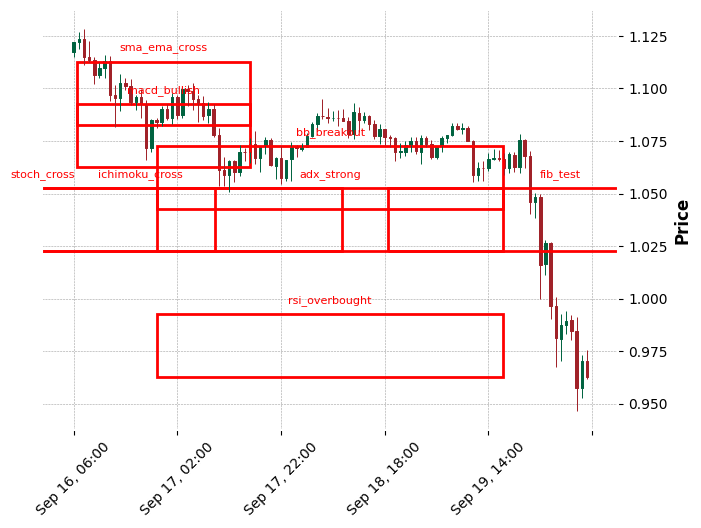 sma_ema_cross
macd_bullish
bb_breakout
stoch_cross
ichimoku_cross
adx_strong
fib_test
rsi_overbought
1.125
1.100
1.075
1.050
1.025
1.000
0.975
0.950
Price
Sep 16, 06:00
Sep 17, 02:00
Sep 17, 22:00
Sep 18, 18:00
Sep 19, 14:00